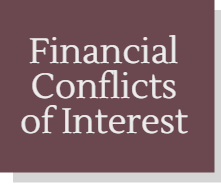 Financial
Conflicts
of Interest